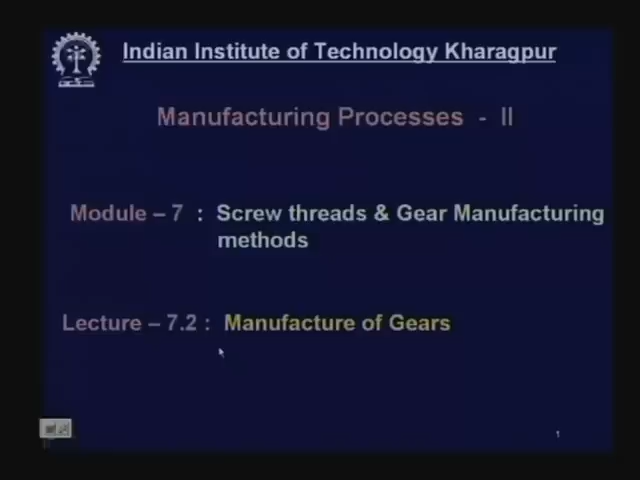 Indian Institute of Technology Kharagpur
Manufacturing Processes - II
Module – 7 : Screw threads & Gear Manufacturing
methods
Lecture – 7.2 : Manufacture of Gears
1